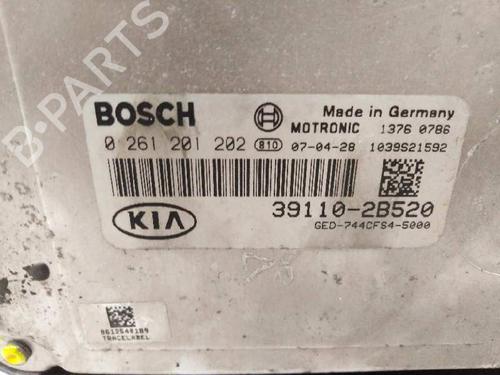 B-PARTS
BOSCH
Made in Germany
MOTRONIC 1376 0786
0 261 201 202 810 07-04-28 1039S21592
KIA
39110-2B520
GED-744CFS4-5000
TRACELABEL